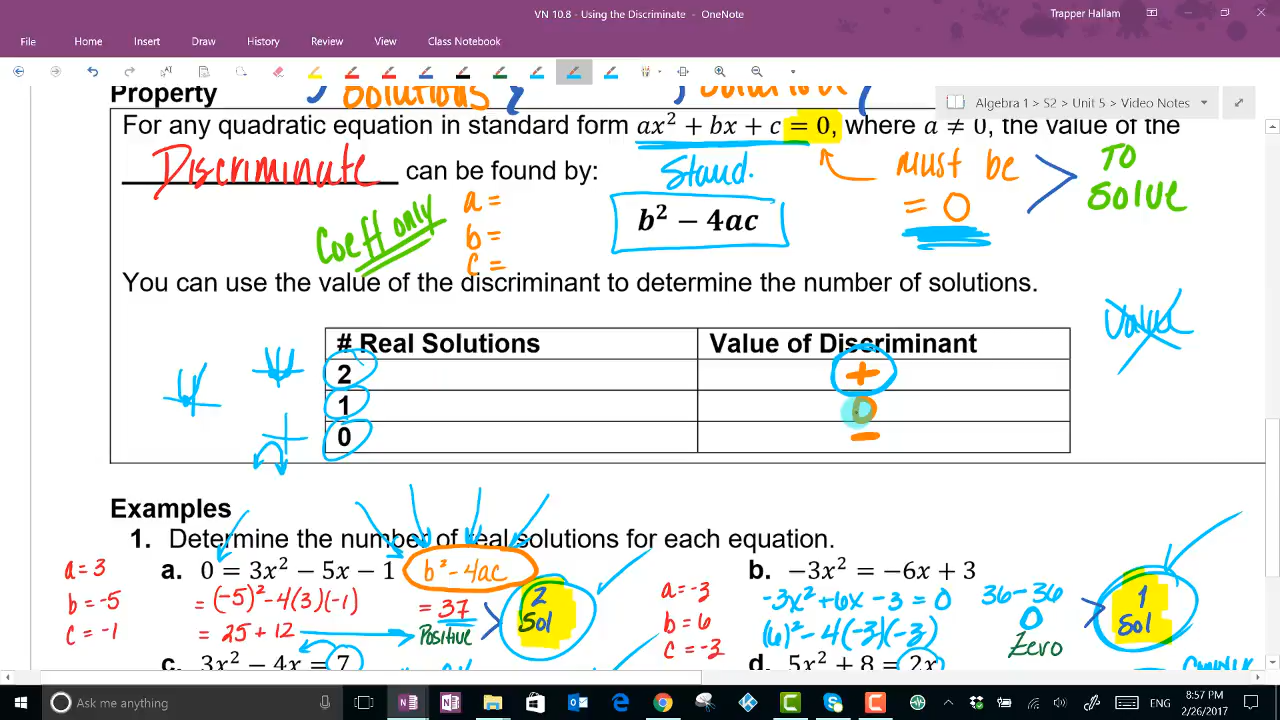 VN 10.8 - Using the Discriminate - OneNote
Trapper Hallam
File Home Insert Draw History Review View Class Notebook
Property
Solutions
Algebra 1 > S2 > Unit 5 > Video Notes
For any quadratic equation in standard form ax² + bx + c = 0, where a ≠ 0, the value of the
Discriminate can be found by:
Stand.
must be
= 0
TO
SOLVE
Coeff only
a =
b =
c =
b² − 4ac
You can use the value of the discriminant to determine the number of solutions.
# Real Solutions Value of Discriminant
2 +
1 0
0 −
Examples
1. Determine the number of real solutions for each equation.
a. 0 = 3x² − 5x − 1
b² - 4ac
a = 3
b = -5
c = -1
= (-5)² - 4(3)(-1)
= 25 + 12
= 37
Positive
2
Sol
b. −3x² = −6x + 3
a = -3
b = 6
c = -3
-3x² + 6x - 3 = 0
(6)² - 4(-3)(-3)
36 - 36
0
Zero
1
Sol
c. 3x² − 4x = 7
d. 5x² + 8 = 2x
Ask me anything
ENG
8:57 PM
2/26/2017